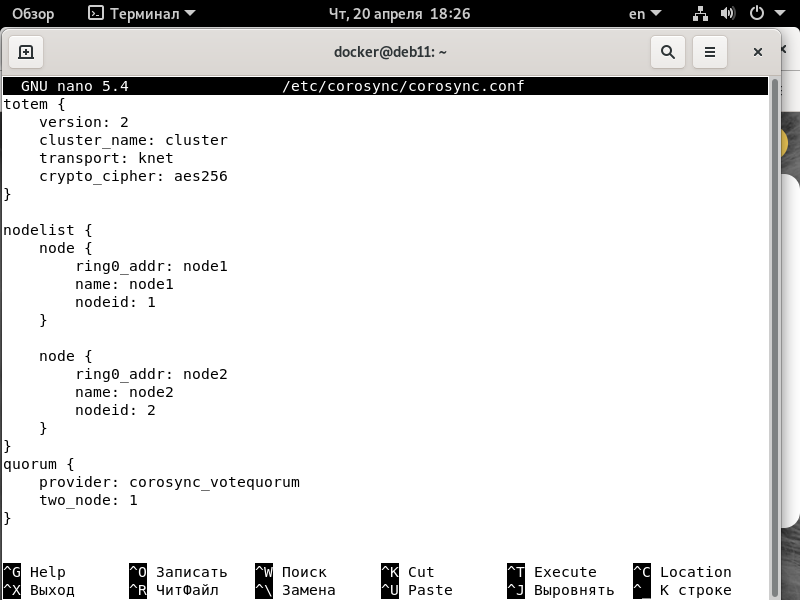 Обзор Терминал Чт, 20 апреля 18:26 en
docker@deb11: ~
GNU nano 5.4 /etc/corosync/corosync.conf
totem {
    version: 2
    cluster_name: cluster
    transport: knet
    crypto_cipher: aes256
}

nodelist {
    node {
        ring0_addr: node1
        name: node1
        nodeid: 1
    }

    node {
        ring0_addr: node2
        name: node2
        nodeid: 2
    }
}
quorum {
    provider: corosync_votequorum
    two_node: 1
}

^G Help ^O Записать ^W Поиск ^K Cut ^T Execute ^C Location
^X Выход ^R ЧитФайл ^\ Замена ^U Paste ^J Выровнять ^_ К строке